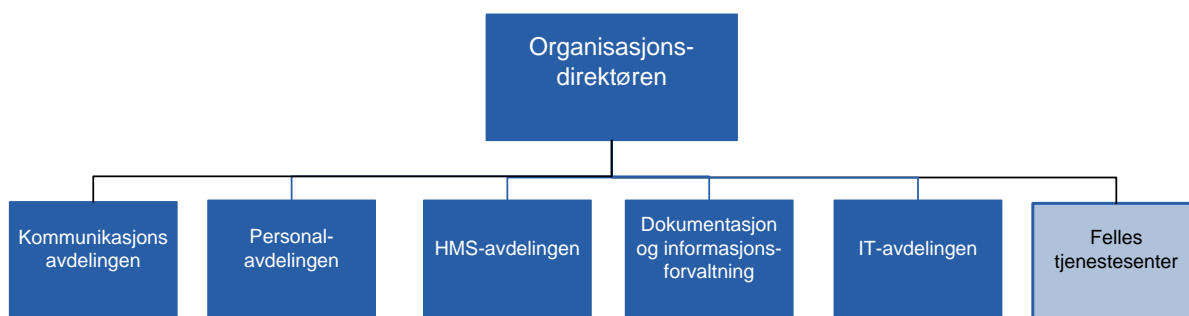 Organisasjons-
direktøren
Kommunikasjons
avdelingen
Personal-
avdelingen
HMS-avdelingen
Dokumentasjon
og informasjons-
forvaltning
IT-avdelingen
Felles
tjenestesenter